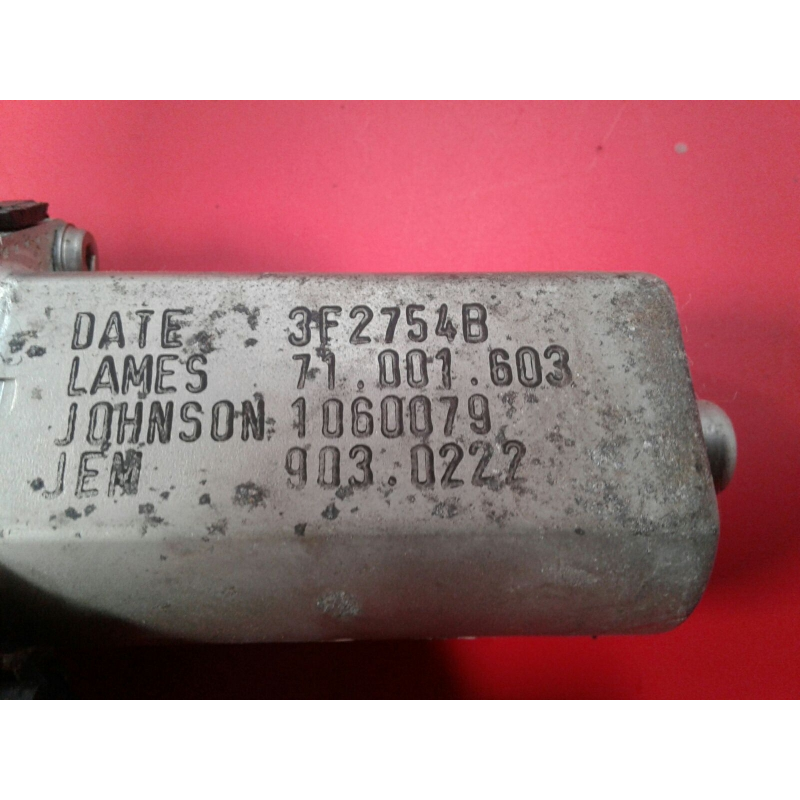 DATE 3F2754B
LAMES 71.001.603
JOHNSON 1060079
JEM 903.0222